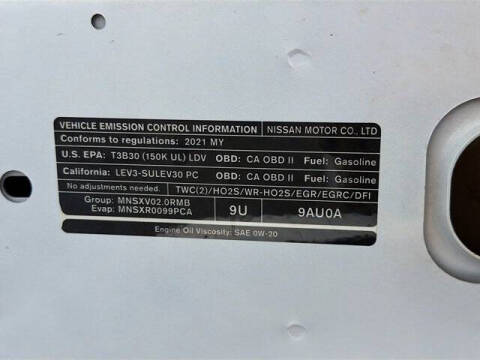 VEHICLE EMISSION CONTROL INFORMATION NISSAN MOTOR CO., LTD
Conforms to regulations: 2021 MY
U.S. EPA: T3B30 (150K UL) LDV OBD: CA OBD II Fuel: Gasoline
California: LEV3-SULEV30 PC OBD: CA OBD II Fuel: Gasoline
No adjustments needed. TWC(2)/HO2S/WR-HO2S/EGR/EGRC/DFI
Group: MNSXV02.0RMB
Evap: MNSXR0099PCA 9U 9AU0A
Engine Oil Viscosity: SAE 0W-20